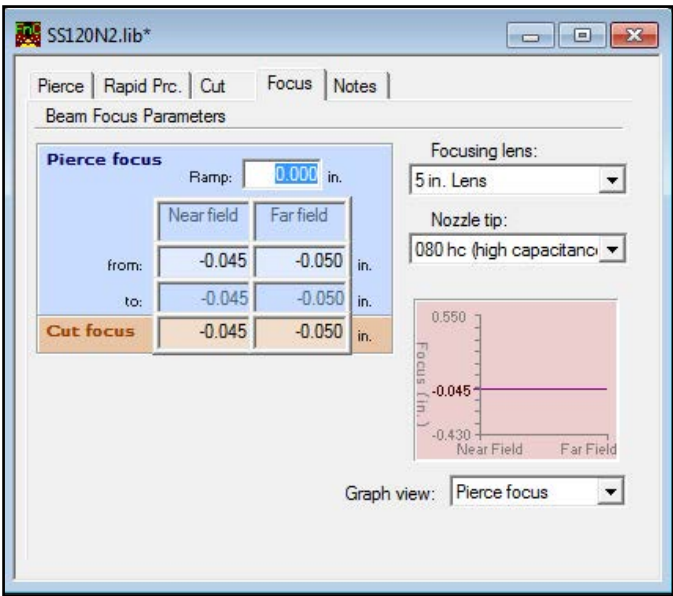 SS120N2.lib*
Pierce Rapid Prc. Cut Focus Notes
Beam Focus Parameters
Pierce focus
Ramp: 0.000 in.
Near field Far field
from: -0.045 -0.050 in.
to: -0.045 -0.050 in.
Cut focus -0.045 -0.050 in.
Focusing lens:
5 in. Lens
Nozzle tip:
080 hc (high capacitanc
0.550
Focus (in.)
-0.045
-0.430
Near Field Far Field
Graph view: Pierce focus